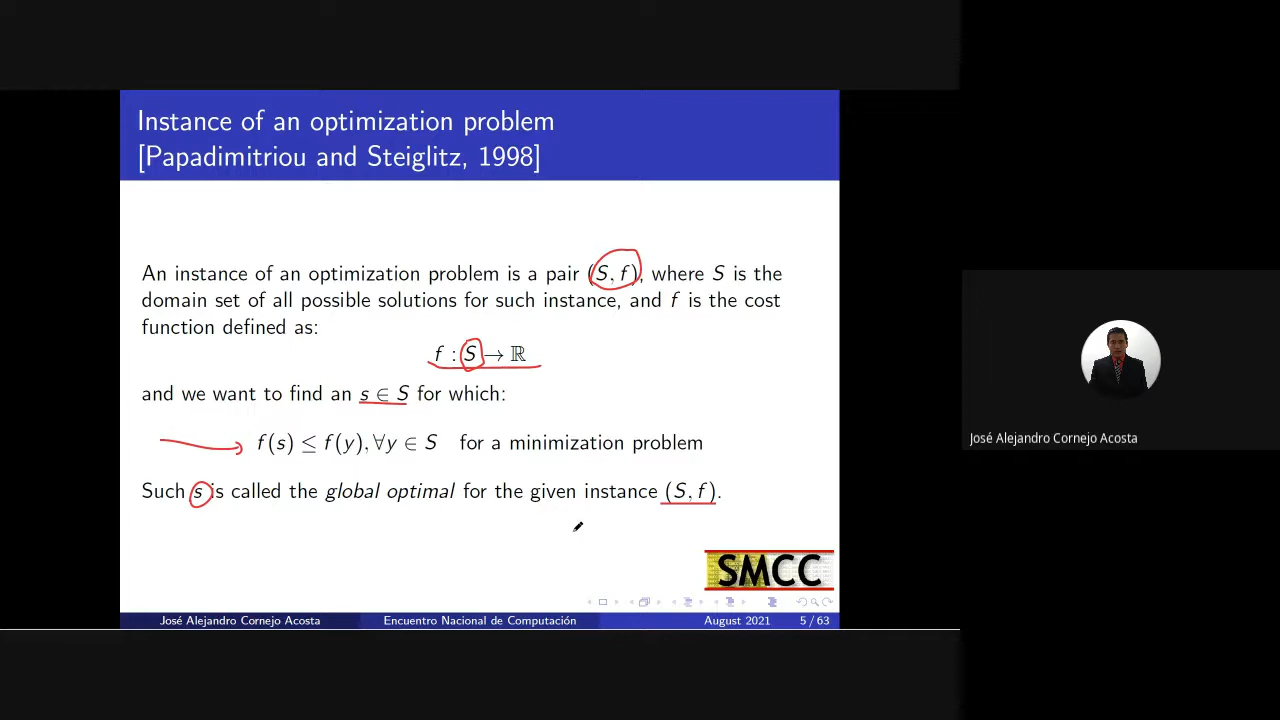 Instance of an optimization problem
[Papadimitriou and Steiglitz, 1998]
An instance of an optimization problem is a pair (S, f), where S is the
domain set of all possible solutions for such instance, and f is the cost
function defined as:
f : S → ℝ
and we want to find an s ∈ S for which:
f(s) ≤ f(y), ∀y ∈ S for a minimization problem
Such s is called the global optimal for the given instance (S, f).
SMCC
José Alejandro Cornejo Acosta Encuentro Nacional de Computación August 2021 5 / 63
José Alejandro Cornejo Acosta